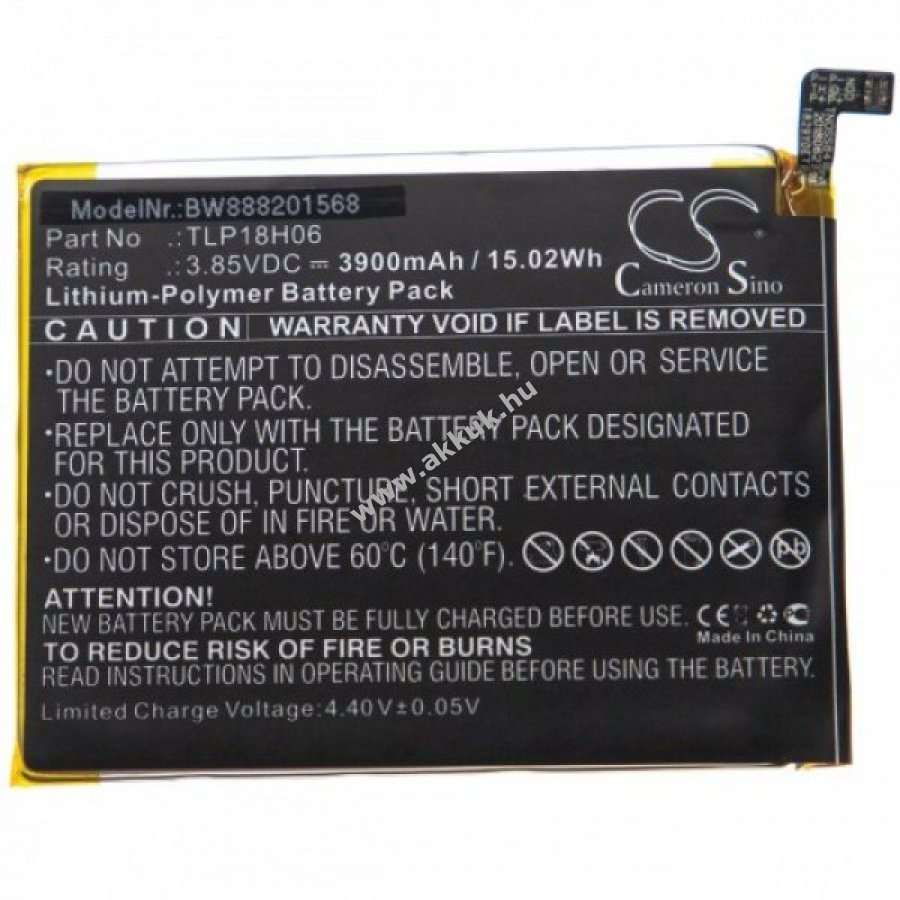 ModelNr.:BW888201568
Part No .: TLP18H06
Rating .: 3.85VDC ⎓ 3900mAh / 15.02Wh
Lithium-Polymer Battery Pack
CS
Cameron Sino
CAUTION WARRANTY VOID IF LABEL IS REMOVED
·DO NOT ATTEMPT TO DISASSEMBLE, OPEN OR SERVICE
THE BATTERY PACK.
·REPLACE ONLY WITH THE BATTERY PACK DESIGNATED
FOR THIS PRODUCT.
·DO NOT CRUSH, PUNCTURE, SHORT EXTERNAL CONTACTS
OR DISPOSE OF IN FIRE OR WATER.
·DO NOT STORE ABOVE 60°C (140°F).
Pb
ATTENTION!
NEW BATTERY PACK MUST BE FULLY CHARGED BEFORE USE.
CE
Made In China
TO REDUCE RISK OF FIRE OR BURNS
READ INSTRUCTIONS IN OPERATING GUIDE BEFORE USING.
Limited Charge Voltage:4.40V±0.05V
www.akkuk.hu